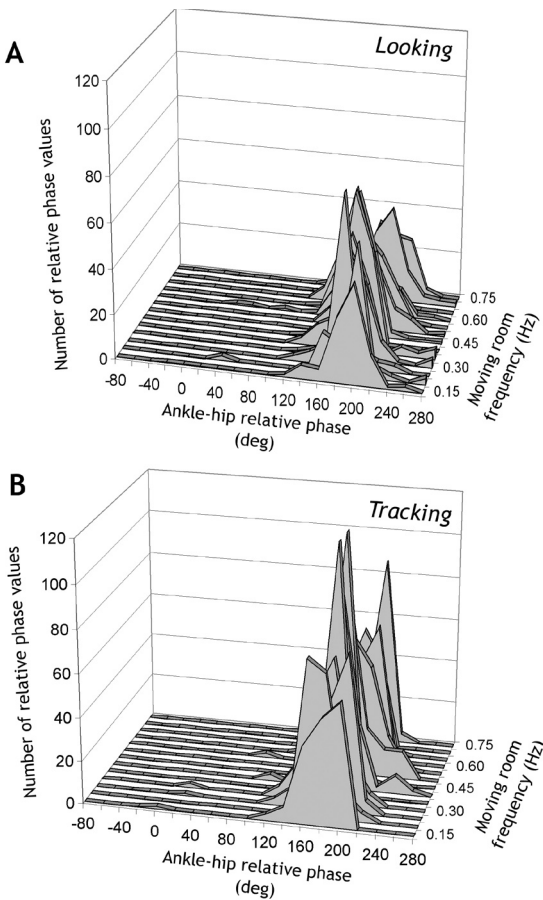 A
Looking
Number of relative phase values
120
100
80
60
40
20
0
-80 -40 0 40 80 120 160 200 240 280
Ankle-hip relative phase
(deg)
0.75
0.60
0.45
0.30
0.15
Moving room
frequency (Hz)
B
Tracking
Number of relative phase values
120
100
80
60
40
20
0
-80 -40 0 40 80 120 160 200 240 280
Ankle-hip relative phase
(deg)
0.75
0.60
0.45
0.30
0.15
Moving room
frequency (Hz)